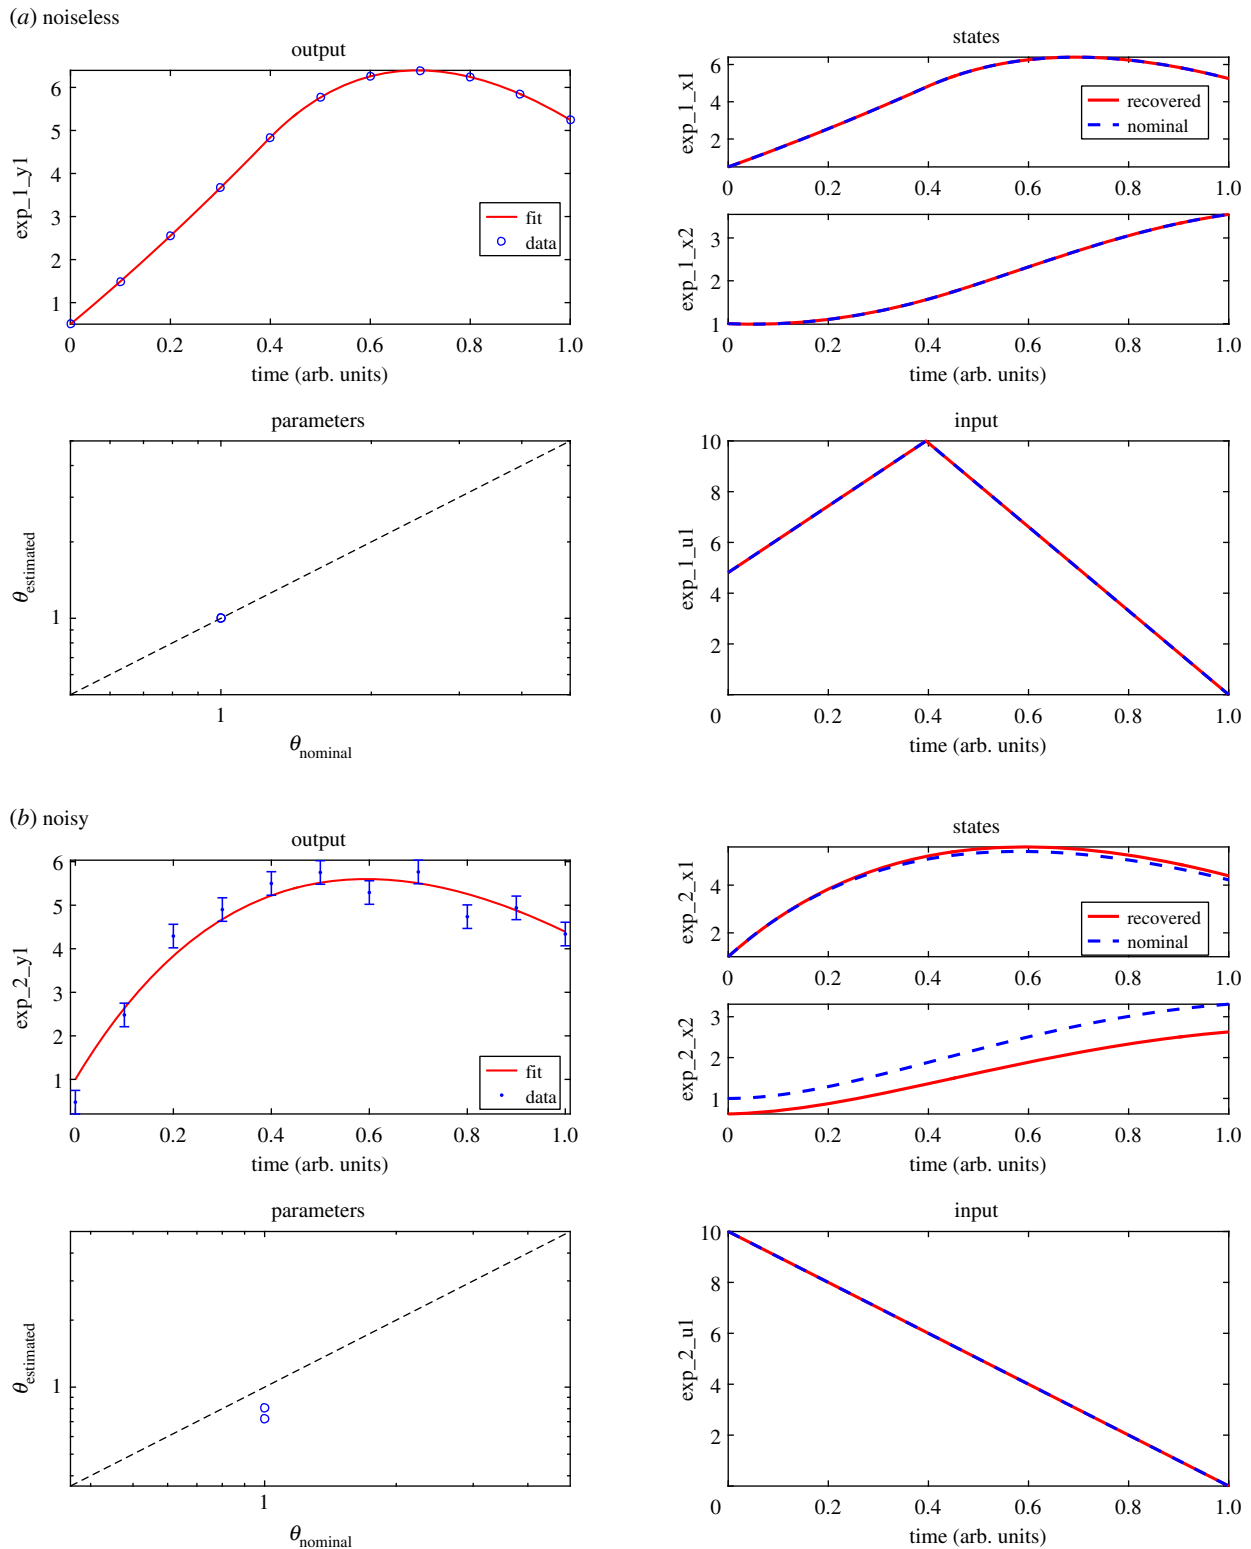 (a) noiseless
output
exp_1_y1
6
5
4
3
2
1
fit
data
0 0.2 0.4 0.6 0.8 1.0
time (arb. units)
states
exp_1_x1
6
4
2
recovered
nominal
0 0.2 0.4 0.6 0.8 1.0
exp_1_x2
3
2
1
0 0.2 0.4 0.6 0.8 1.0
time (arb. units)
parameters
θestimated
1
1
θnominal
input
exp_1_u1
10
8
6
4
2
0 0.2 0.4 0.6 0.8 1.0
time (arb. units)
(b) noisy
output
exp_2_y1
6
5
4
3
2
1
fit
data
0 0.2 0.4 0.6 0.8 1.0
time (arb. units)
states
exp_2_x1
4
2
recovered
nominal
0 0.2 0.4 0.6 0.8 1.0
exp_2_x2
3
2
1
0 0.2 0.4 0.6 0.8 1.0
time (arb. units)
parameters
θestimated
1
1
θnominal
input
exp_2_u1
10
8
6
4
2
0 0.2 0.4 0.6 0.8 1.0
time (arb. units)